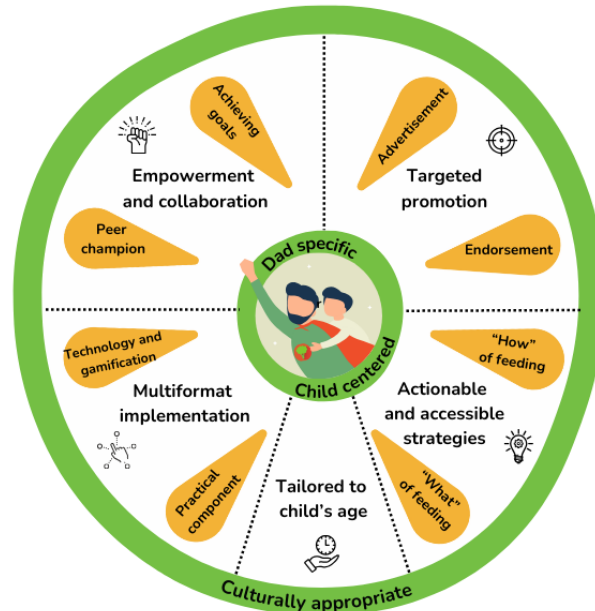 Achieving
goals
Advertisement
Empowerment
and collaboration
Targeted
promotion
Peer
champion
Endorsement
Dad specific
Child centered
Technology and
gamification
"How"
of feeding
Multiformat
implementation
Actionable
and accessible
strategies
Practical
component
"What"
of feeding
Tailored to
child's age
Culturally appropriate